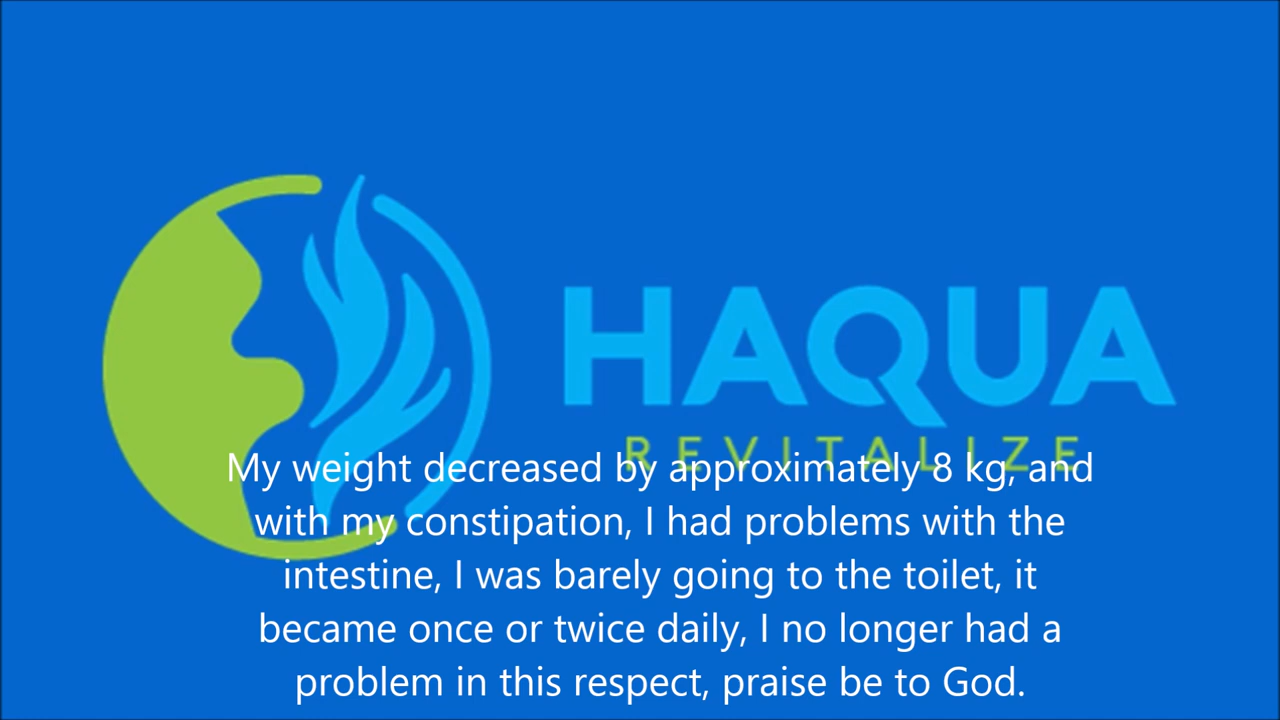 HAQUA
REVITALIZE
My weight decreased by approximately 8 kg, and
with my constipation, I had problems with the
intestine, I was barely going to the toilet, it
became once or twice daily, I no longer had a
problem in this respect, praise be to God.